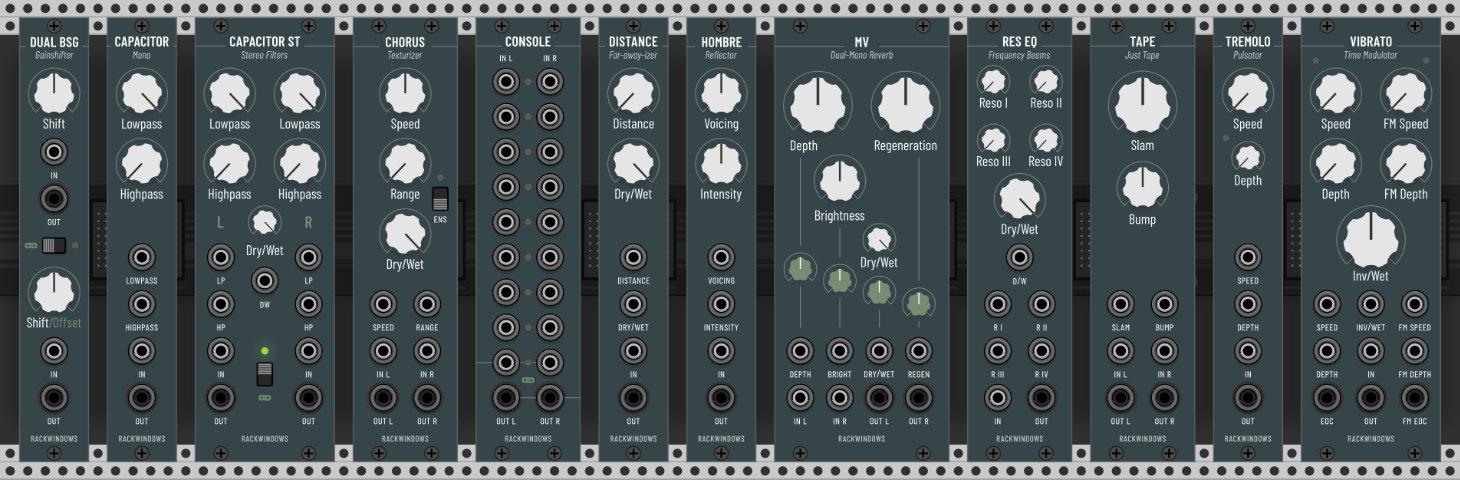 DUAL BSG
Gainshifter
Shift
IN
OUT
Shift/Offset
IN
OUT
RACKWINDOWS
CAPACITOR
Mono
Lowpass
Highpass
LOWPASS
HIGHPASS
IN
OUT
RACKWINDOWS
CAPACITOR ST
Stereo Filters
Lowpass Lowpass
Highpass Highpass
L R
Dry/Wet
LP LP
DW
HP HP
IN IN
OUT OUT
RACKWINDOWS
CHORUS
Texturizer
Speed
Range
ENS
Dry/Wet
SPEED RANGE
IN L IN R
OUT L OUT R
RACKWINDOWS
CONSOLE
IN L IN R
OUT L OUT R
RACKWINDOWS
DISTANCE
Far-away-izer
Distance
Dry/Wet
DISTANCE
DRY/WET
IN
OUT
RACKWINDOWS
HOMBRE
Reflector
Voicing
Intensity
VOICING
INTENSITY
IN
OUT
RACKWINDOWS
MV
Dual-Mono Reverb
Depth Regeneration
Brightness
Dry/Wet
DEPTH BRIGHT DRY/WET REGEN
IN L IN R OUT L OUT R
RACKWINDOWS
RES EQ
Frequency Beams
Reso I Reso II
Reso III Reso IV
Dry/Wet
D/W
R I R II
R III R IV
IN OUT
RACKWINDOWS
TAPE
Just Tape
Slam
Bump
SLAM BUMP
IN L IN R
OUT L OUT R
RACKWINDOWS
TREMOLO
Pulsator
Speed
Depth
SPEED
DEPTH
IN
OUT
RACKWINDOWS
VIBRATO
Time Modulator
Speed FM Speed
Depth FM Depth
Inv/Wet
SPEED INV/WET FM SPEED
DEPTH IN FM DEPTH
EOC OUT FM EOC
RACKWINDOWS